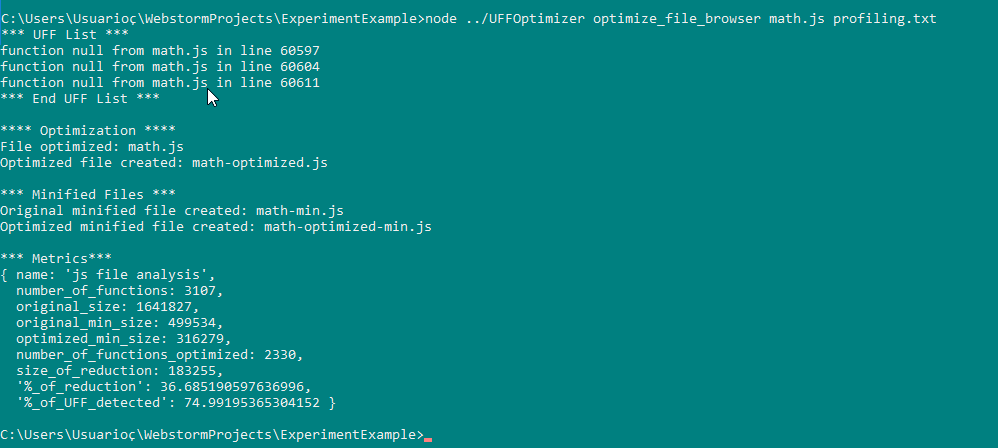 C:\Users\Usuarioç\WebstormProjects\ExperimentExample>node ../UFFOptimizer optimize_file_browser math.js profiling.txt
*** UFF List ***
function null from math.js in line 60597
function null from math.js in line 60604
function null from math.js in line 60611
*** End UFF List ***
**** Optimization ****
File optimized: math.js
Optimized file created: math-optimized.js
*** Minified Files ***
Original minified file created: math-min.js
Optimized minified file created: math-optimized-min.js
*** Metrics***
{ name: 'js file analysis',
  number_of_functions: 3107,
  original_size: 1641827,
  original_min_size: 499534,
  optimized_min_size: 316279,
  number_of_functions_optimized: 2330,
  size_of_reduction: 183255,
  '%_of_reduction': 36.685190597636996,
  '%_of_UFF_detected': 74.99195365304152 }
C:\Users\Usuarioç\WebstormProjects\ExperimentExample>